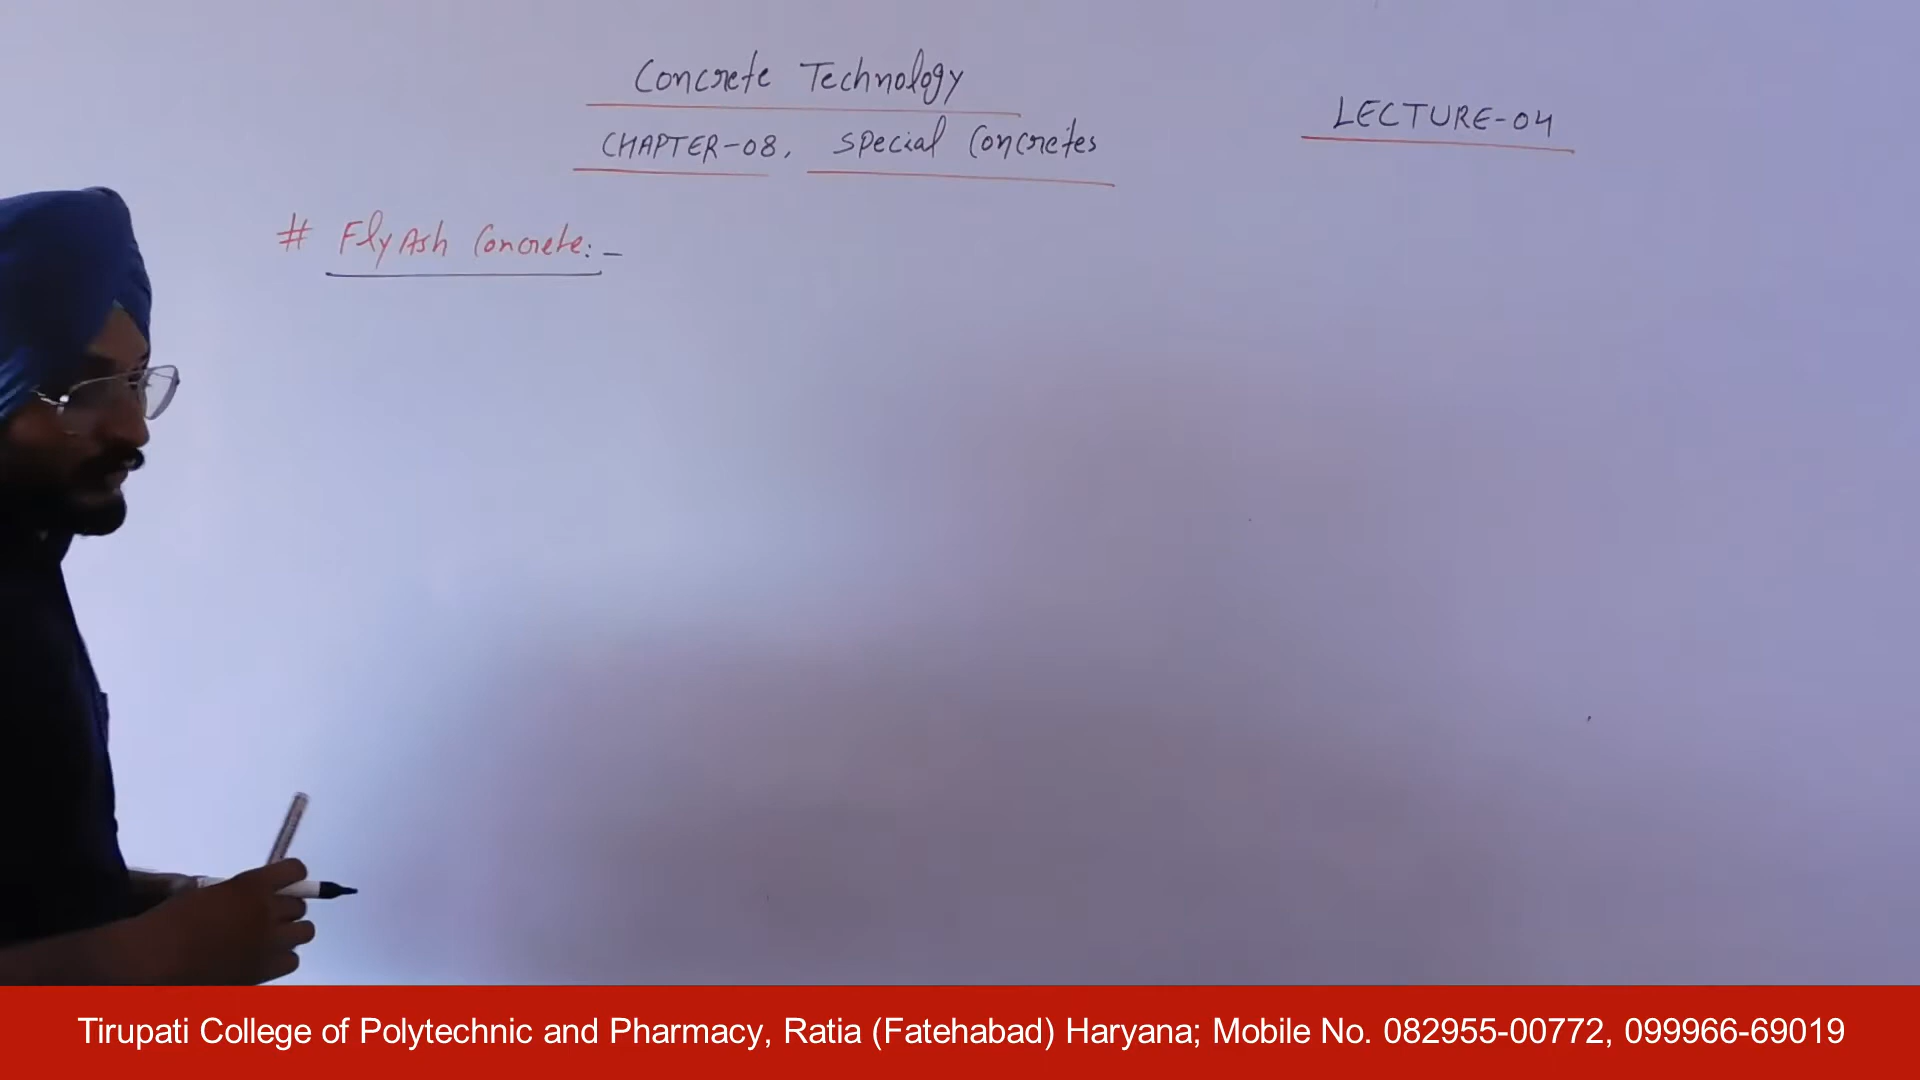 Concrete Technology
LECTURE-04
CHAPTER-08. Special Concretes
# Fly Ash Concrete:-
Tirupati College of Polytechnic and Pharmacy, Ratia (Fatehabad) Haryana; Mobile No. 082955-00772, 099966-69019